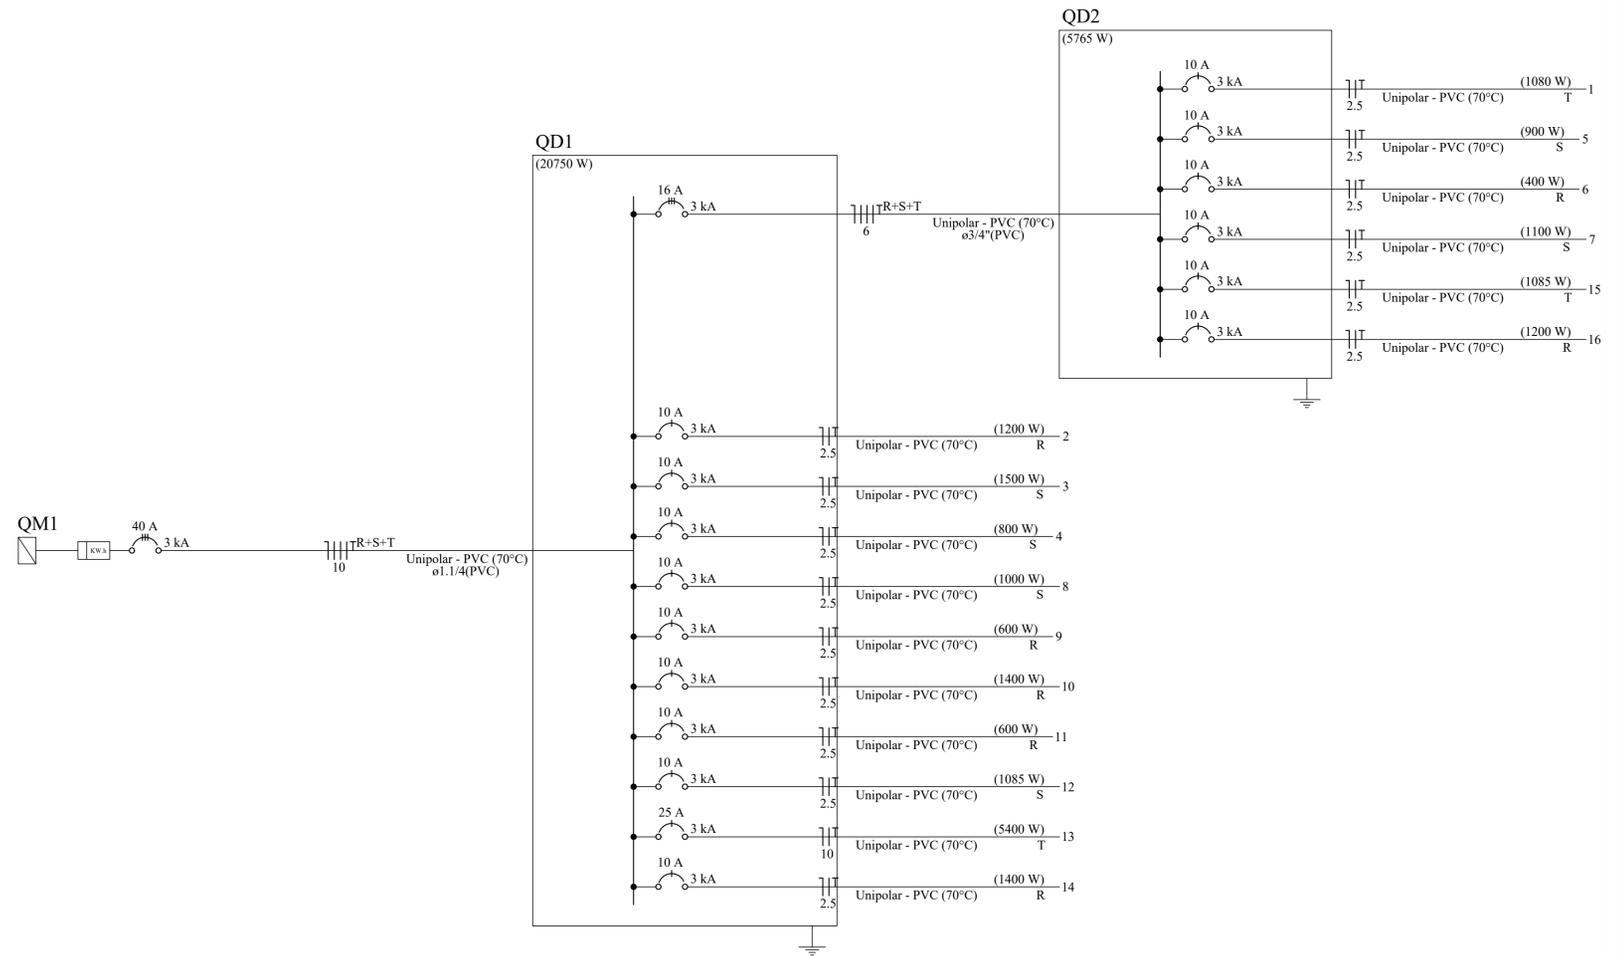 QD2
(5765 W)
10 A
3 kA
2.5
T
Unipolar - PVC (70°C)
(1080 W)
T
1
10 A
3 kA
2.5
T
Unipolar - PVC (70°C)
(900 W)
S
5
10 A
3 kA
2.5
T
Unipolar - PVC (70°C)
(400 W)
R
6
10 A
3 kA
2.5
T
Unipolar - PVC (70°C)
(1100 W)
S
7
10 A
3 kA
2.5
T
Unipolar - PVC (70°C)
(1085 W)
T
15
10 A
3 kA
2.5
T
Unipolar - PVC (70°C)
(1200 W)
R
16
QD1
(20750 W)
16 A
3 kA
R+S+T
6
Unipolar - PVC (70°C)
ø3/4"(PVC)
10 A
3 kA
2.5
Unipolar - PVC (70°C)
(1200 W)
R
2
10 A
3 kA
2.5
Unipolar - PVC (70°C)
(1500 W)
S
3
10 A
3 kA
2.5
Unipolar - PVC (70°C)
(800 W)
S
4
10 A
3 kA
2.5
Unipolar - PVC (70°C)
(1000 W)
S
8
10 A
3 kA
2.5
Unipolar - PVC (70°C)
(600 W)
R
9
10 A
3 kA
2.5
Unipolar - PVC (70°C)
(1400 W)
R
10
10 A
3 kA
2.5
Unipolar - PVC (70°C)
(600 W)
R
11
10 A
3 kA
2.5
Unipolar - PVC (70°C)
(1085 W)
S
12
25 A
3 kA
10
Unipolar - PVC (70°C)
(5400 W)
T
13
10 A
3 kA
2.5
Unipolar - PVC (70°C)
(1400 W)
R
14
QM1
KW.h
40 A
3 kA
R+S+T
10
Unipolar - PVC (70°C)
ø1.1/4(PVC)